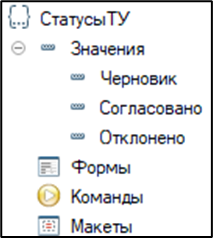 СтатусыТУ
Значения
Черновик
Согласовано
Отклонено
Формы
Команды
Макеты